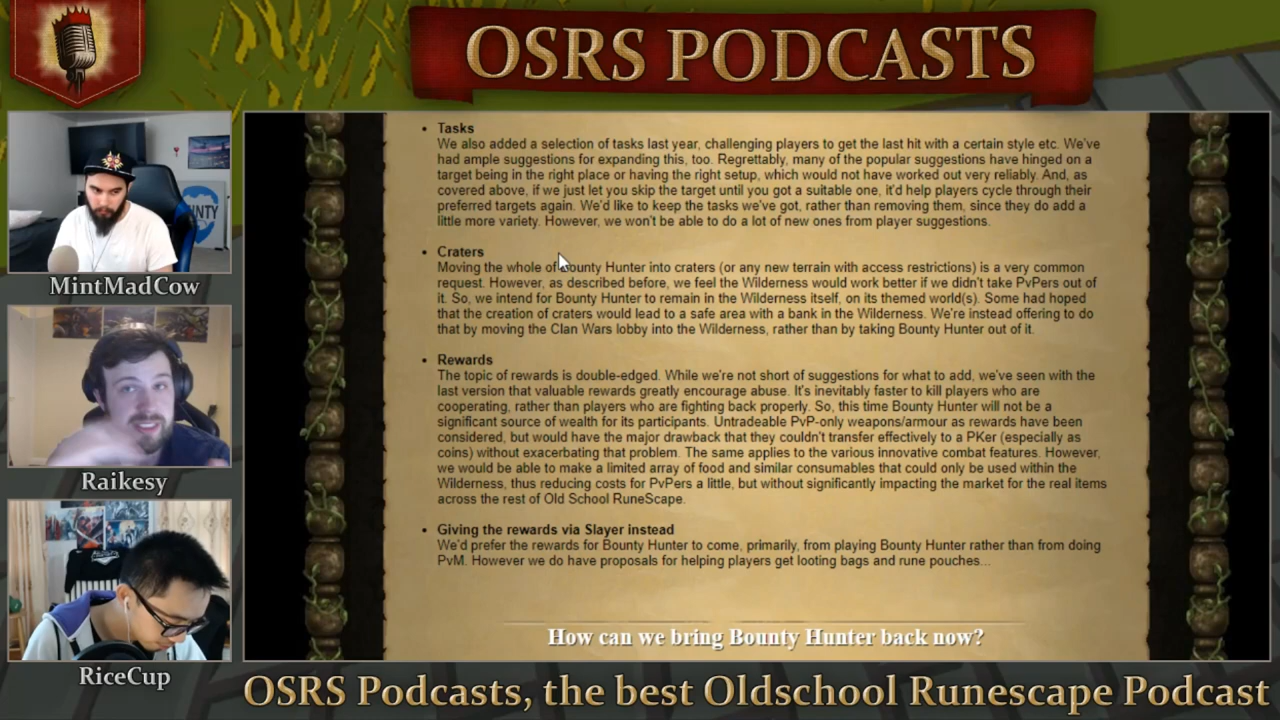 OSRS PODCASTS
MintMadCow
Raikesy
RiceCup
• Tasks
We also added a selection of tasks last year, challenging players to get the last hit with a certain style etc. We've
had ample suggestions for expanding this, too. Regrettably, many of the popular suggestions have hinged on a
target being in the right place or having the right setup, which would not have worked out very reliably. And, as
covered above, if we just let you skip the target until you got a suitable one, it'd help players cycle through their
preferred targets again. We'd like to keep the tasks we've got, rather than removing them, since they do add a
little more variety. However, we won't be able to do a lot of new ones from player suggestions.
• Craters
Moving the whole of Bounty Hunter into craters (or any new terrain with access restrictions) is a very common
request. However, as described before, we feel the Wilderness would work better if we didn't take PvPers out of
it. So, we intend for Bounty Hunter to remain in the Wilderness itself, on its themed world(s). Some had hoped
that the creation of craters would lead to a safe area with a bank in the Wilderness. We're instead offering to do
that by moving the Clan Wars lobby into the Wilderness, rather than by taking Bounty Hunter out of it.
• Rewards
The topic of rewards is double-edged. While we're not short of suggestions for what to add, we've seen with the
last version that valuable rewards greatly encourage abuse. It's inevitably faster to kill players who are
cooperating, rather than players who are fighting back properly. So, this time Bounty Hunter will not be a
significant source of wealth for its participants. Untradeable PvP-only weapons/armour as rewards have been
considered, but would have the major drawback that they couldn't transfer effectively to a PKer (especially as
coins) without exacerbating that problem. The same applies to the various innovative combat features. However,
we would be able to make a limited array of food and similar consumables that could only be used within the
Wilderness, thus reducing costs for PvPers a little, but without significantly impacting the market for the real items
across the rest of Old School RuneScape.
• Giving the rewards via Slayer instead
We'd prefer the rewards for Bounty Hunter to come, primarily, from playing Bounty Hunter rather than from doing
PvM. However we do have proposals for helping players get looting bags and rune pouches...
How can we bring Bounty Hunter back now?
OSRS Podcasts, the best Oldschool Runescape Podcast